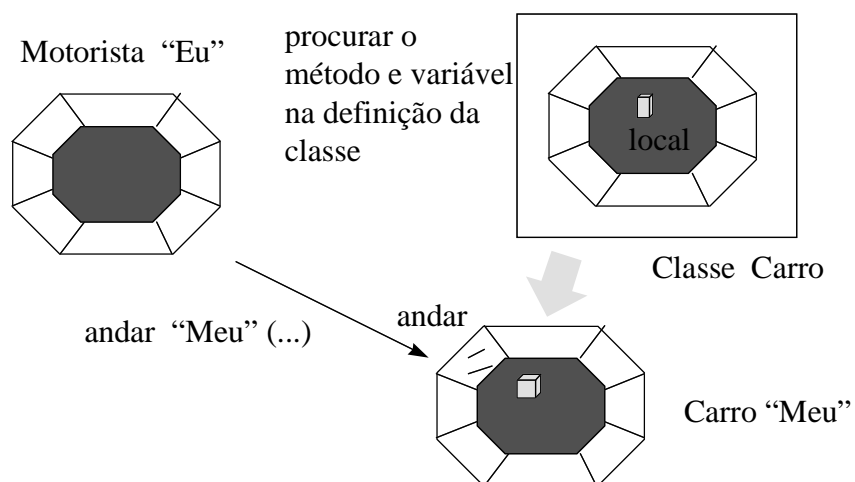 Motorista “Eu”
procurar o
método e variável
na definição da
classe
local
Classe Carro
andar “Meu” (...)
andar
Carro “Meu”